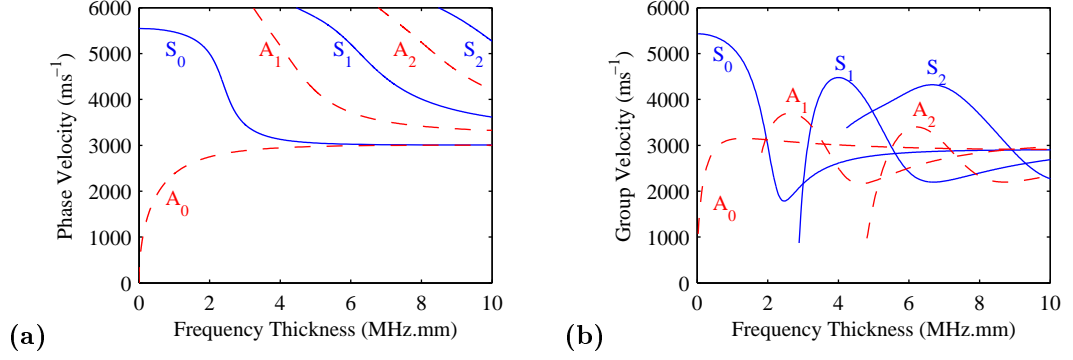 6000
5000
4000
3000
2000
1000
0
0 2 4 6 8 10
Phase Velocity (ms⁻¹)
Frequency Thickness (MHz.mm)
S₀
A₁
S₁
A₂
S₂
A₀
(a)
6000
5000
4000
3000
2000
1000
0
0 2 4 6 8 10
Group Velocity (ms⁻¹)
Frequency Thickness (MHz.mm)
S₀
S₁
S₂
A₁
A₂
A₀
(b)